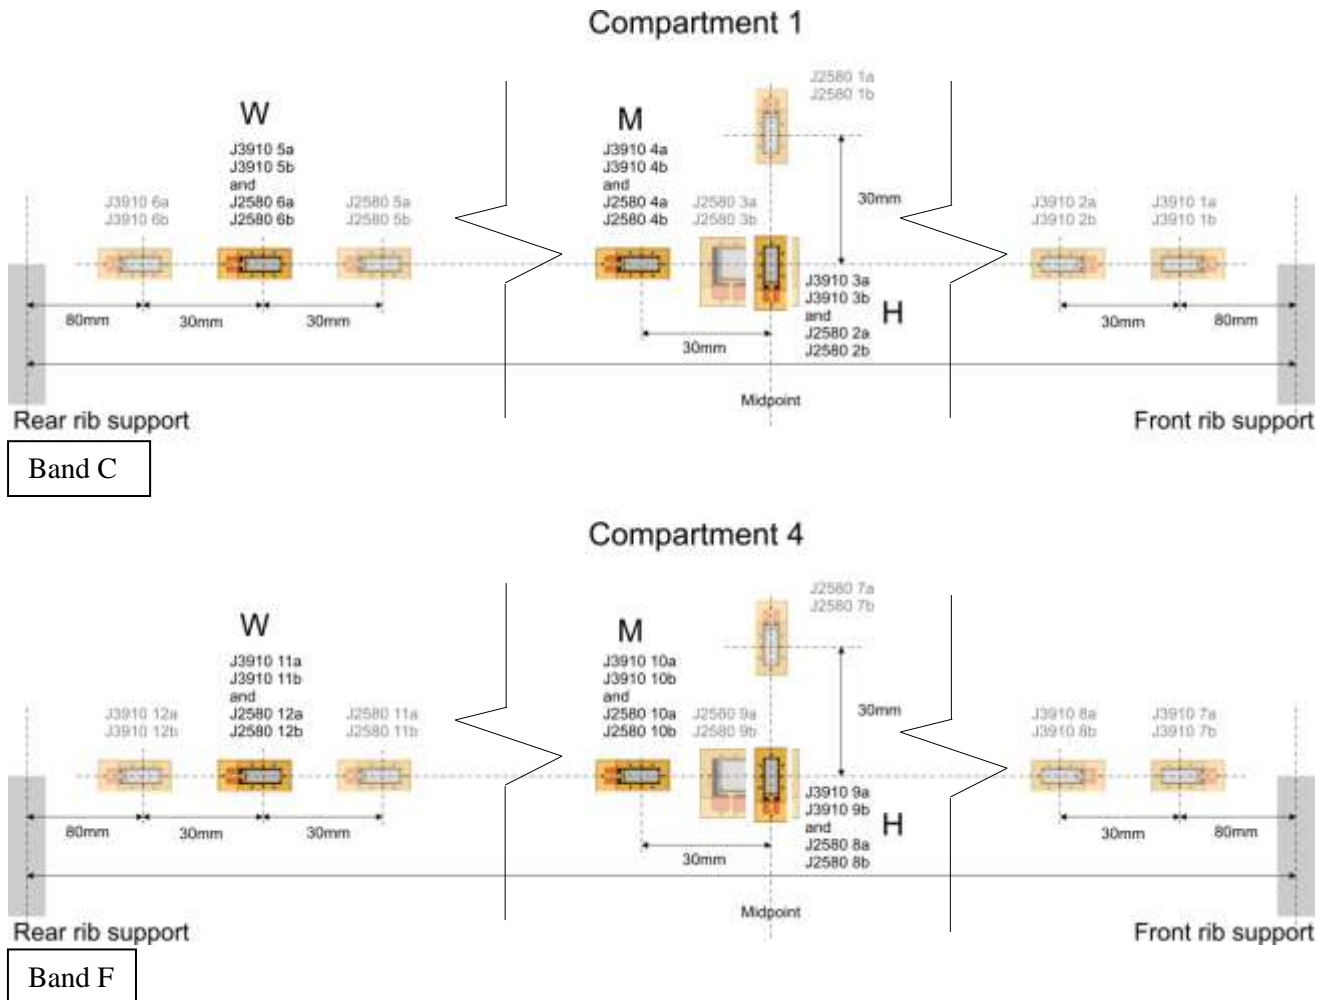 Compartment 1
J2580 1a
J2580 1b
W
M
J3910 5a
J3910 5b
and
J2580 6a
J2580 6b
J3910 4a
J3910 4b
and
J2580 4a
J2580 4b
J3910 6a
J3910 6b
J2580 5a
J2580 5b
J2580 3a
J2580 3b
30mm
J3910 2a
J3910 2b
J3910 1a
J3910 1b
J3910 3a
J3910 3b
and
J2580 2a
J2580 2b
H
80mm
30mm
30mm
30mm
30mm
80mm
Midpoint
Rear rib support
Front rib support
Band C
Compartment 4
J2580 7a
J2580 7b
W
M
J3910 11a
J3910 11b
and
J2580 12a
J2580 12b
J3910 10a
J3910 10b
and
J2580 10a
J2580 10b
J3910 12a
J3910 12b
J2580 11a
J2580 11b
J2580 9a
J2580 9b
30mm
J3910 8a
J3910 8b
J3910 7a
J3910 7b
J3910 9a
J3910 9b
and
J2580 8a
J2580 8b
H
80mm
30mm
30mm
30mm
30mm
80mm
Midpoint
Rear rib support
Front rib support
Band F